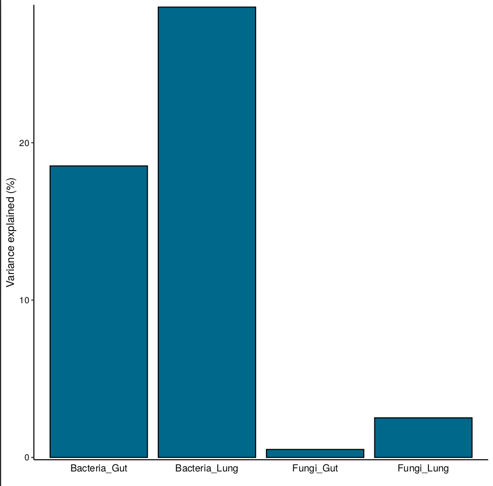 Variance explained (%)
20
10
0
Bacteria_Gut
Bacteria_Lung
Fungi_Gut
Fungi_Lung